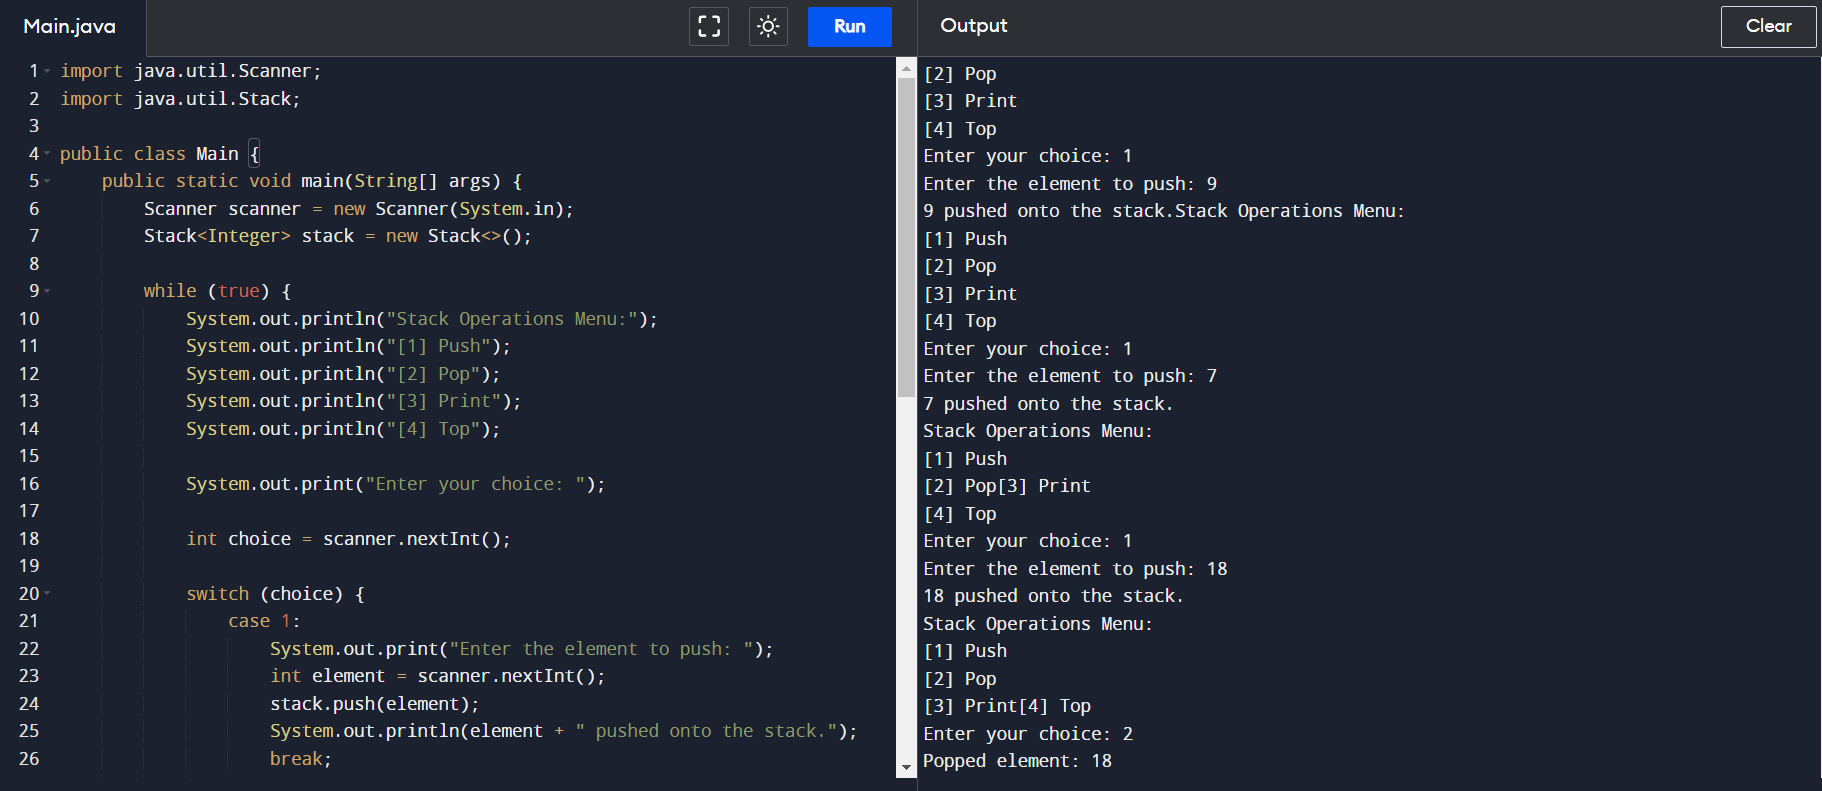 Main.java
Run
1 import java.util.Scanner;
2 import java.util.Stack;
3
4 public class Main {
5     public static void main(String[] args) {
6         Scanner scanner = new Scanner(System.in);
7         Stack<Integer> stack = new Stack<>();
8
9         while (true) {
10             System.out.println("Stack Operations Menu:");
11             System.out.println("[1] Push");
12             System.out.println("[2] Pop");
13             System.out.println("[3] Print");
14             System.out.println("[4] Top");
15
16             System.out.print("Enter your choice: ");
17
18             int choice = scanner.nextInt();
19
20             switch (choice) {
21                 case 1:
22                     System.out.print("Enter the element to push: ");
23                     int element = scanner.nextInt();
24                     stack.push(element);
25                     System.out.println(element + " pushed onto the stack.");
26                     break;
Output
Clear
[2] Pop
[3] Print
[4] Top
Enter your choice: 1
Enter the element to push: 9
9 pushed onto the stack.Stack Operations Menu:
[1] Push
[2] Pop
[3] Print
[4] Top
Enter your choice: 1
Enter the element to push: 7
7 pushed onto the stack.
Stack Operations Menu:
[1] Push
[2] Pop[3] Print
[4] Top
Enter your choice: 1
Enter the element to push: 18
18 pushed onto the stack.
Stack Operations Menu:
[1] Push
[2] Pop
[3] Print[4] Top
Enter your choice: 2
Popped element: 18